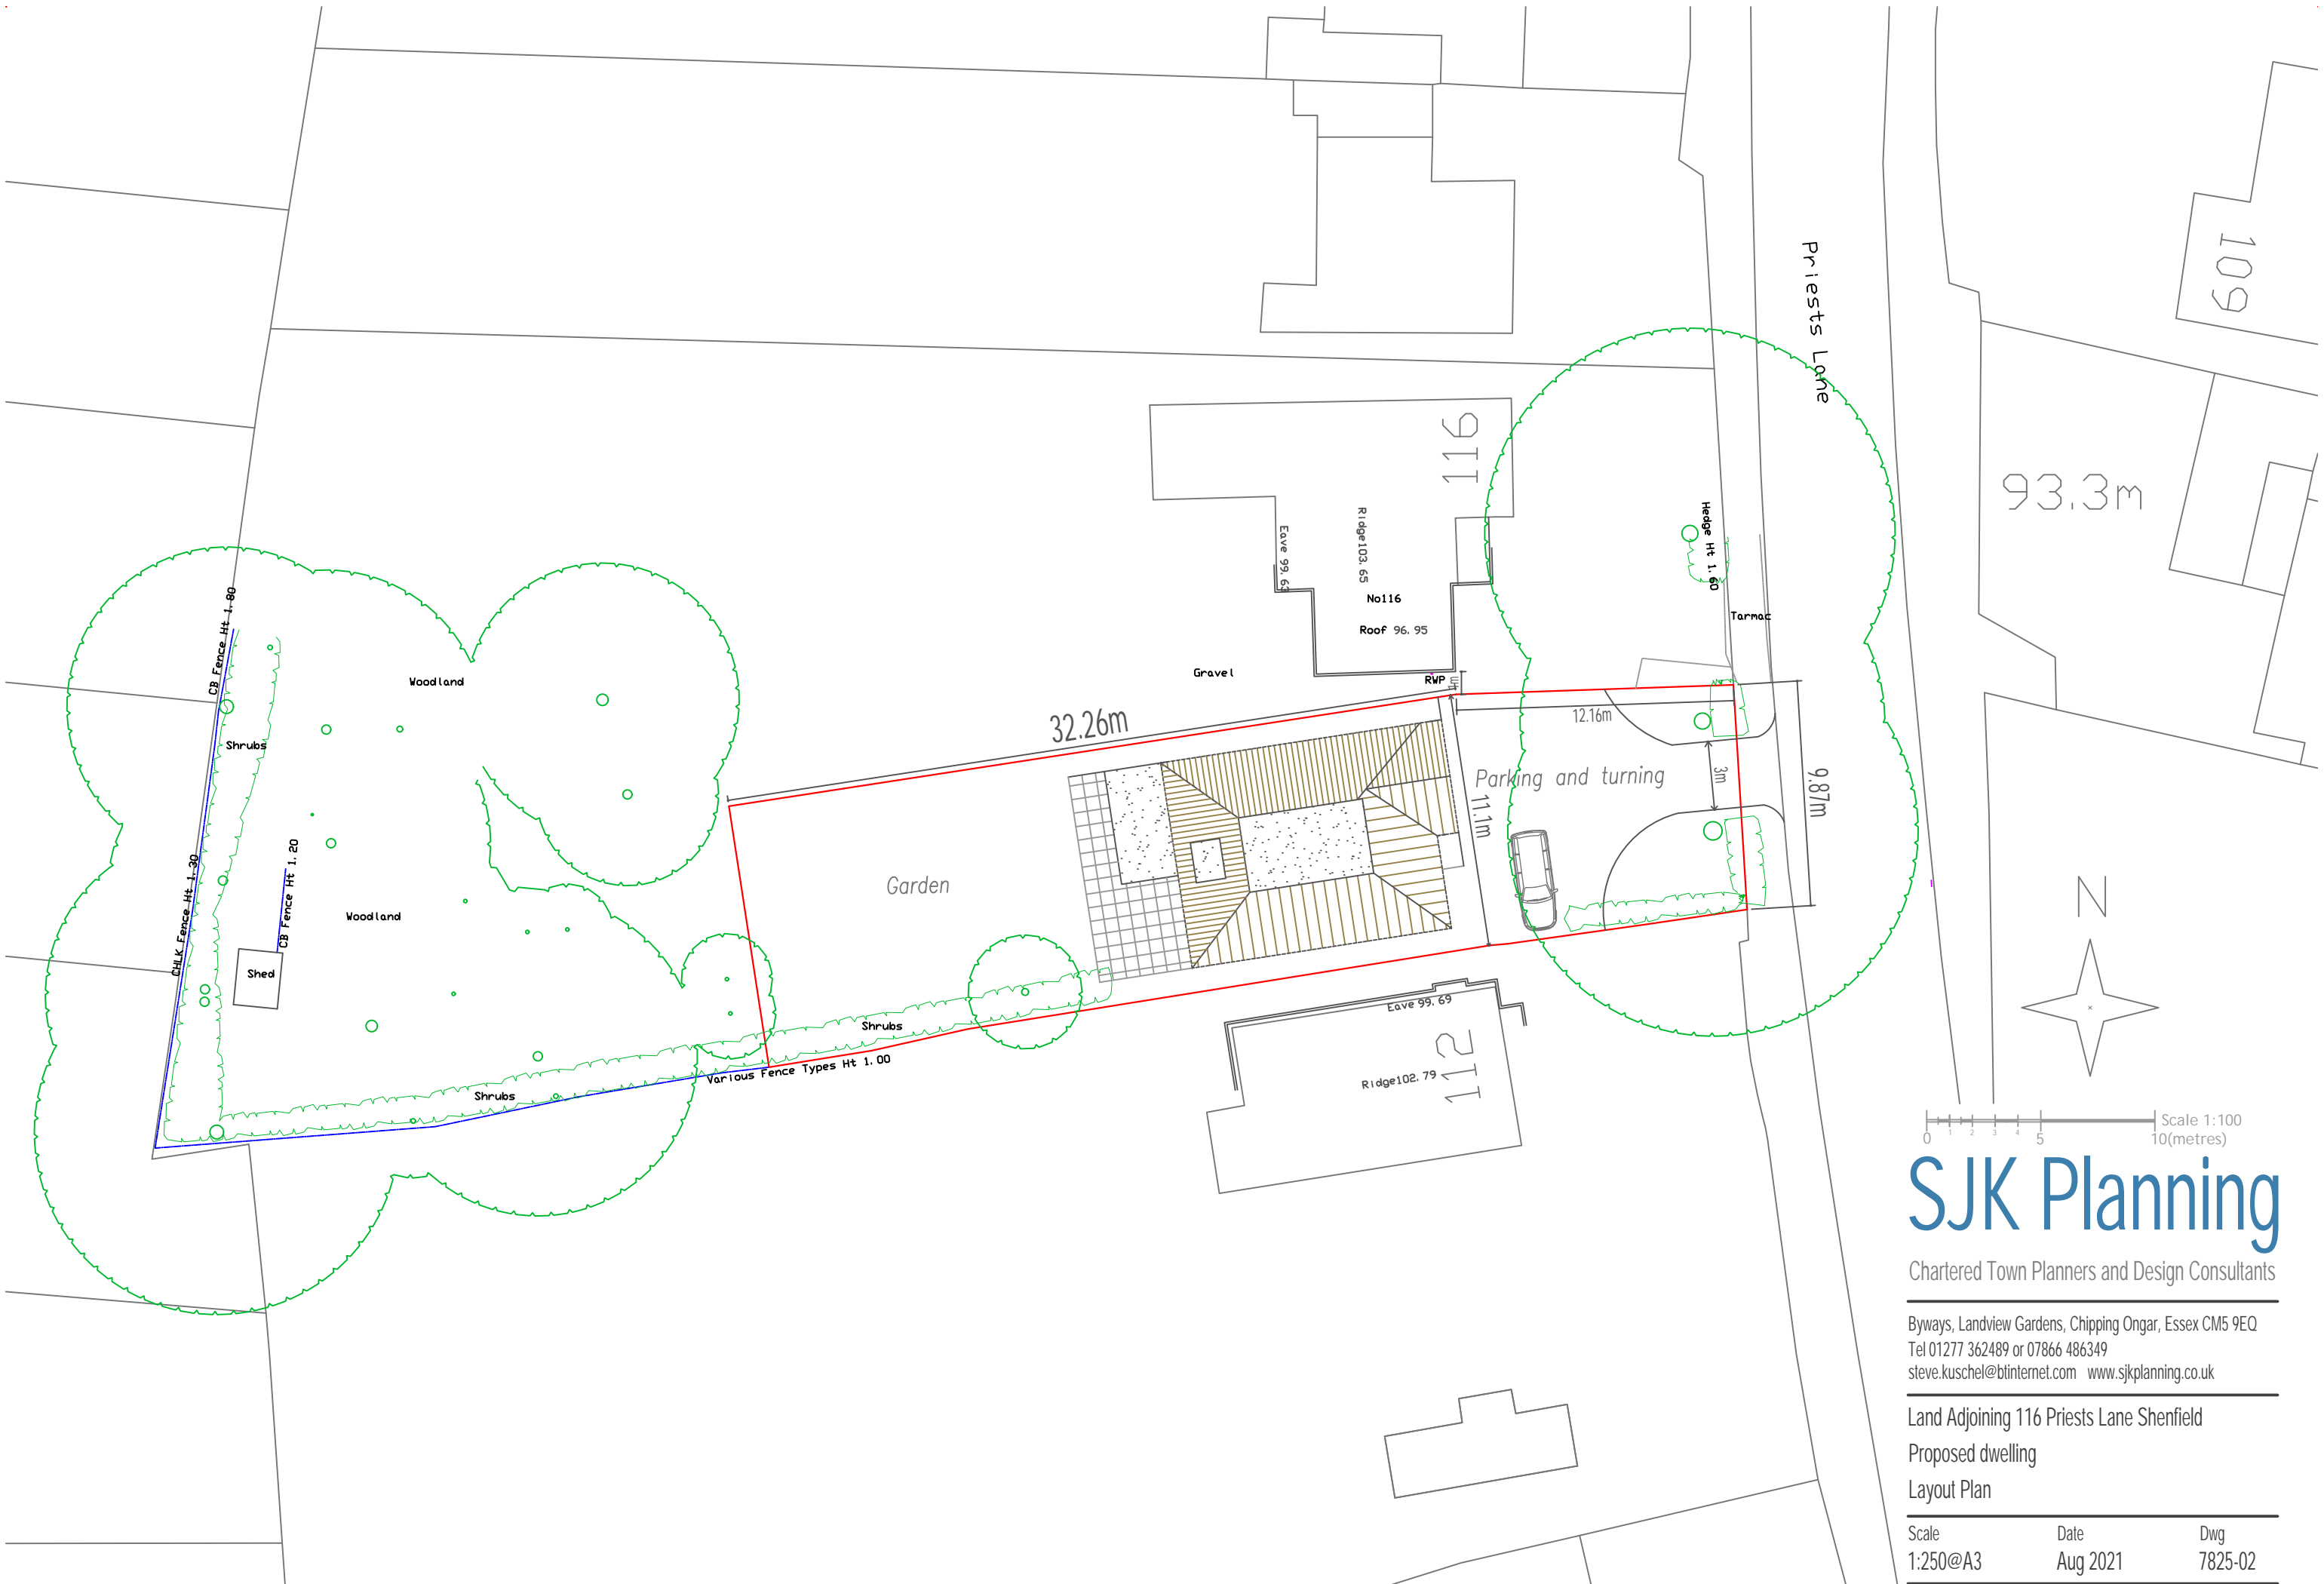 Priests Lane
109
116
93.3m
Hedge Ht 1.60
Eave 99.63
Ridge103.65
No116
Roof 96.95
Tarmac
CB Fence Ht 1.80
Woodland
Gravel
RWP
1m
32.26m
12.16m
Shrubs
Parking and turning
3m
9.87m
11.1m
CHLK Fence Ht 1.30
CB Fence Ht 1.20
Garden
Woodland
Shed
N
Eave 99.69
Shrubs
112
Various Fence Types Ht 1.00
Ridge102.79
Shrubs
Scale 1:100
0 1 2 3 4 5 10(metres)
SJK Planning
Chartered Town Planners and Design Consultants
Byways, Landview Gardens, Chipping Ongar, Essex CM5 9EQ
Tel 01277 362489 or 07866 486349
steve.kuschel@btinternet.com www.sjkplanning.co.uk
Land Adjoining 116 Priests Lane Shenfield
Proposed dwelling
Layout Plan
Scale Date Dwg
1:250@A3 Aug 2021 7825-02